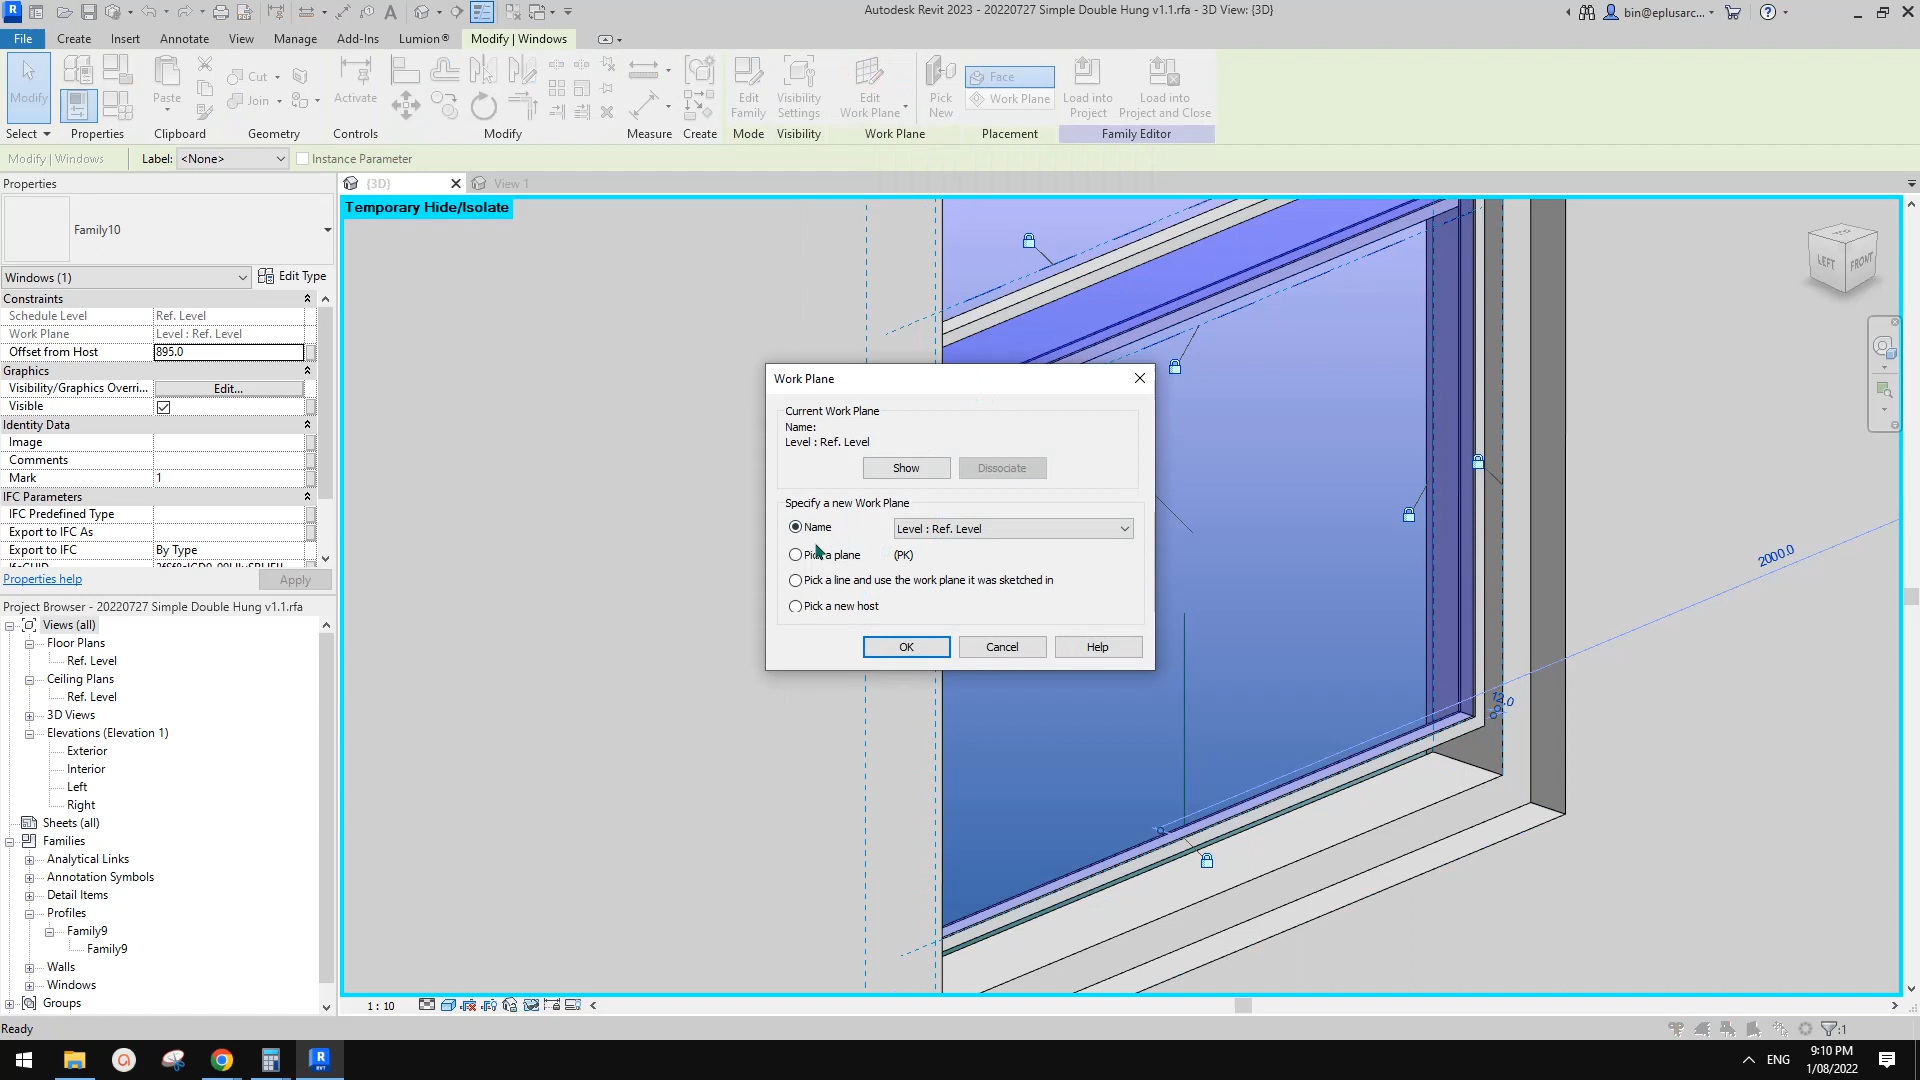 Autodesk Revit 2023 - 20220727 Simple Double Hung v1.1.rfa - 3D View: {3D}
bin@eplusarc...
File Create Insert Annotate View Manage Add-Ins Lumion® Modify | Windows
Modify
Paste
Cut
Join
Activate
Edit Family
Visibility Settings
Edit Work Plane
Pick New
Face
Work Plane
Load into Project
Load into Project and Close
Select Properties Clipboard Geometry Controls Modify Measure Create Mode Visibility Work Plane Placement Family Editor
Modify | Windows Label: <None> Instance Parameter
Properties
{3D} View 1
Temporary Hide/Isolate
Family10
Windows (1) Edit Type
Constraints
Schedule Level Ref. Level
Work Plane Level : Ref. Level
Offset from Host 895.0
Graphics
Visibility/Graphics Overri... Edit...
Visible
Identity Data
Image
Comments
Mark 1
IFC Parameters
IFC Predefined Type
Export to IFC As
Export to IFC By Type
Properties help Apply
Project Browser - 20220727 Simple Double Hung v1.1.rfa
Views (all)
Floor Plans
Ref. Level
Ceiling Plans
Ref. Level
3D Views
Elevations (Elevation 1)
Exterior
Interior
Left
Right
Sheets (all)
Families
Analytical Links
Annotation Symbols
Detail Items
Profiles
Family9
Family9
Walls
Windows
Groups
Work Plane
Current Work Plane
Name:
Level : Ref. Level
Show Dissociate
Specify a new Work Plane
Name Level : Ref. Level
Pick a plane (PK)
Pick a line and use the work plane it was sketched in
Pick a new host
OK Cancel Help
LEFT FRONT
2000.0
12.0
1 : 10
Ready
:1
ENG
9:10 PM
1/08/2022